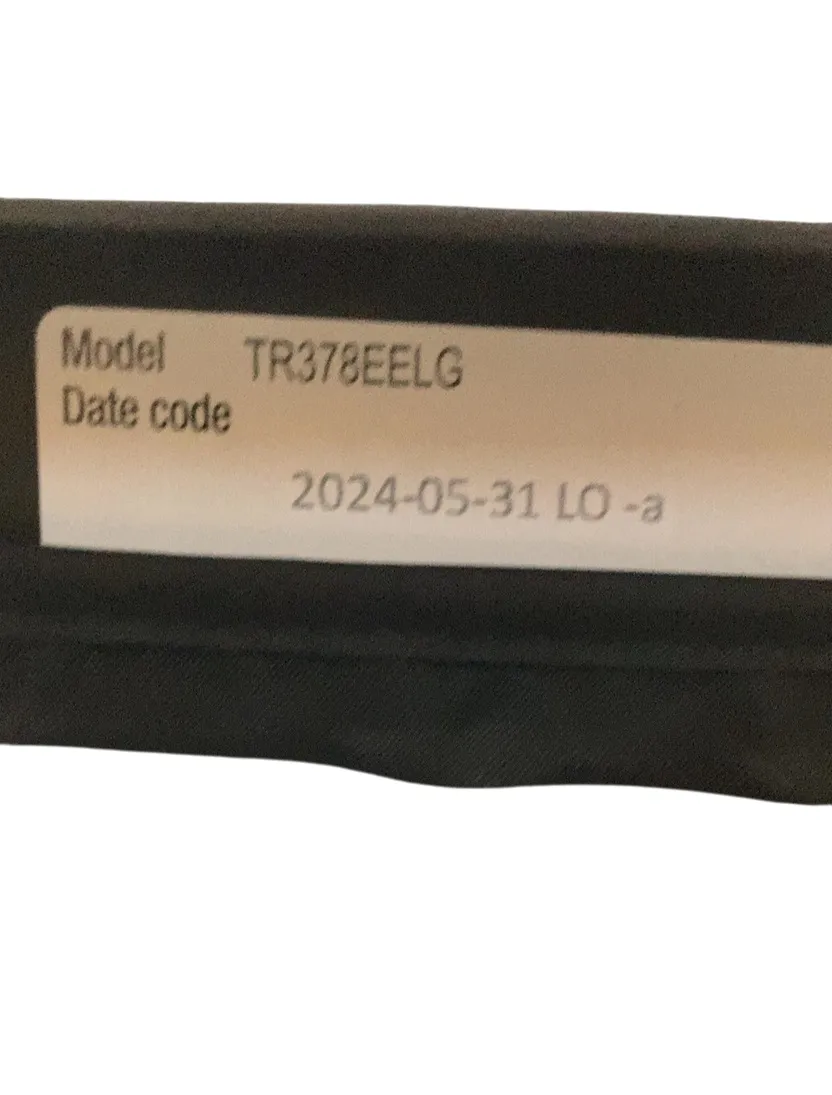 Model TR378EELG
Date code
2024-05-31 LO -a